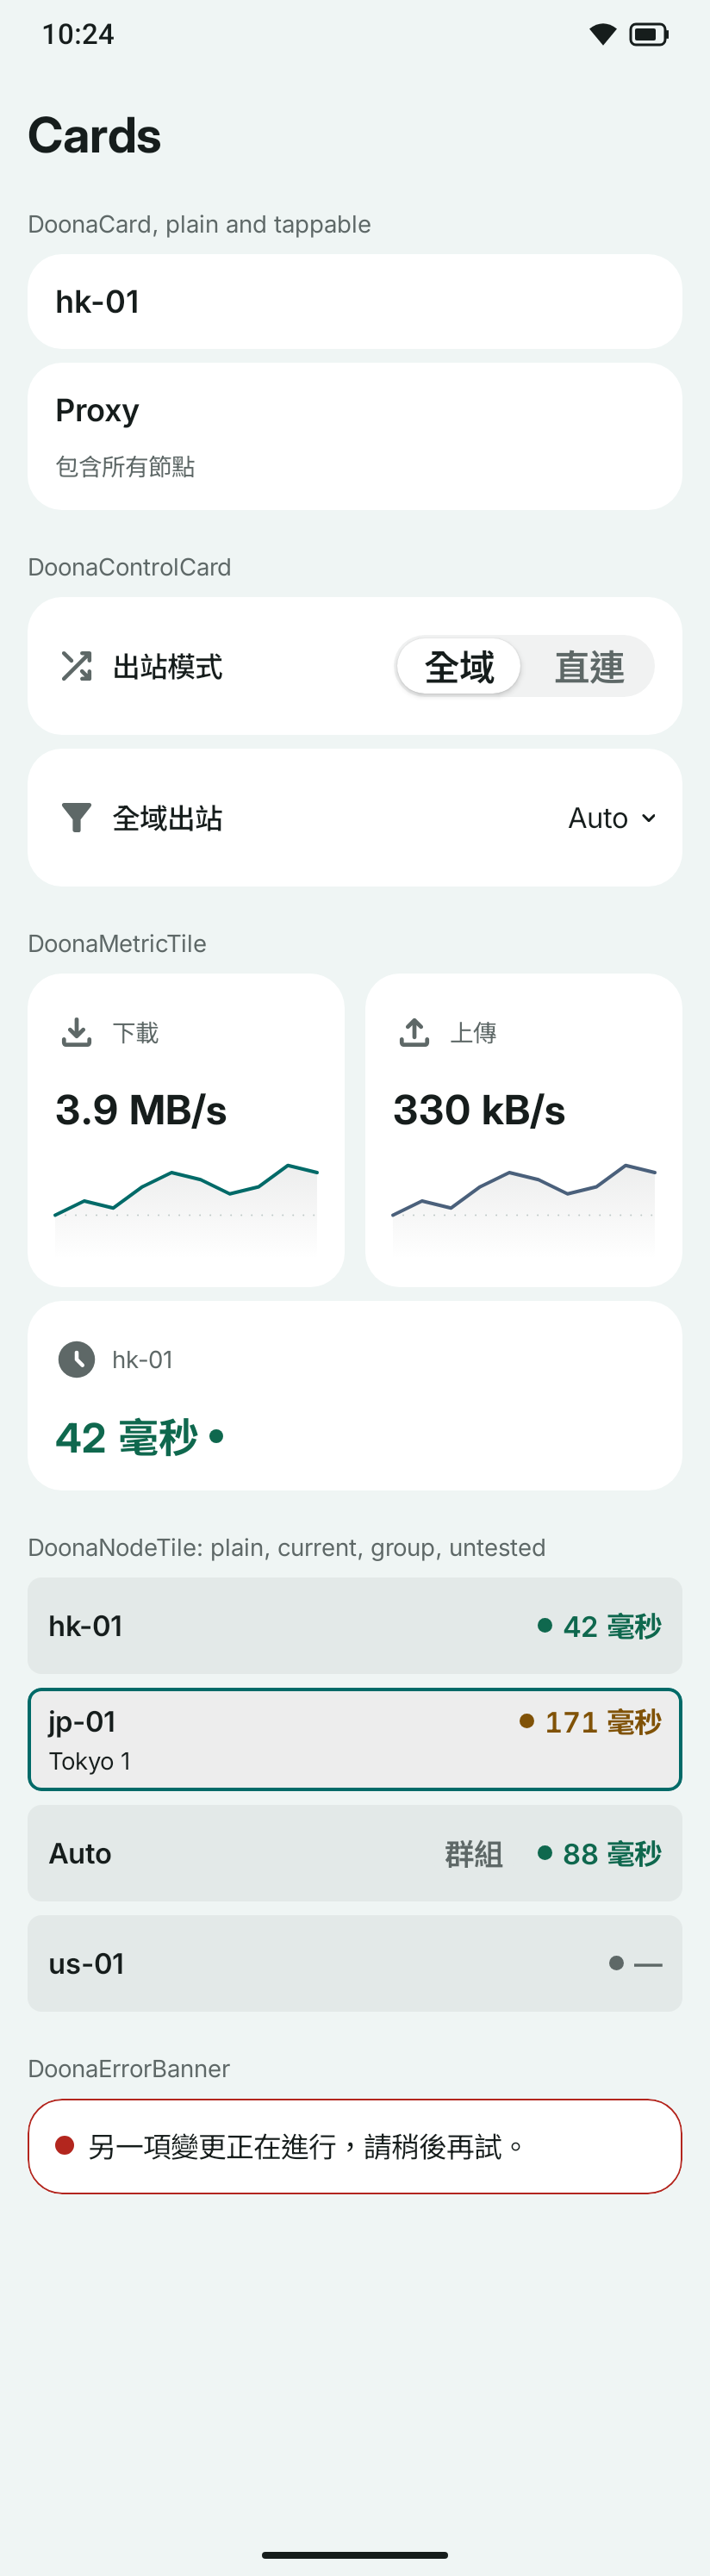 10:24
Cards
DoonaCard, plain and tappable
hk-01
Proxy
包含所有節點
DoonaControlCard
出站模式
全域
直連
全域出站
Auto
DoonaMetricTile
下載
上傳
3.9 MB/s
330 kB/s
hk-01
42 毫秒
DoonaNodeTile: plain, current, group, untested
hk-01
42 毫秒
jp-01
171 毫秒
Tokyo 1
Auto
群組
88 毫秒
us-01
—
DoonaErrorBanner
另一項變更正在進行，請稍後再試。